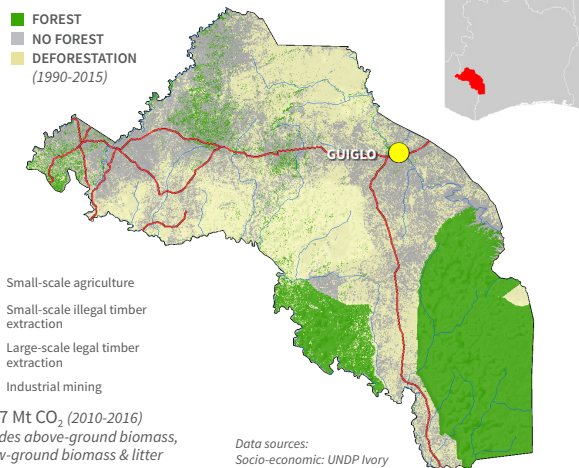 FOREST
NO FOREST
DEFORESTATION
(1990-2015)
GUIGLO
Small-scale agriculture
Small-scale illegal timber
extraction
Large-scale legal timber
extraction
Industrial mining
7 Mt CO₂ (2010-2016)
des above-ground biomass,
w-ground biomass & litter
Data sources:
Socio-economic: UNDP Ivory